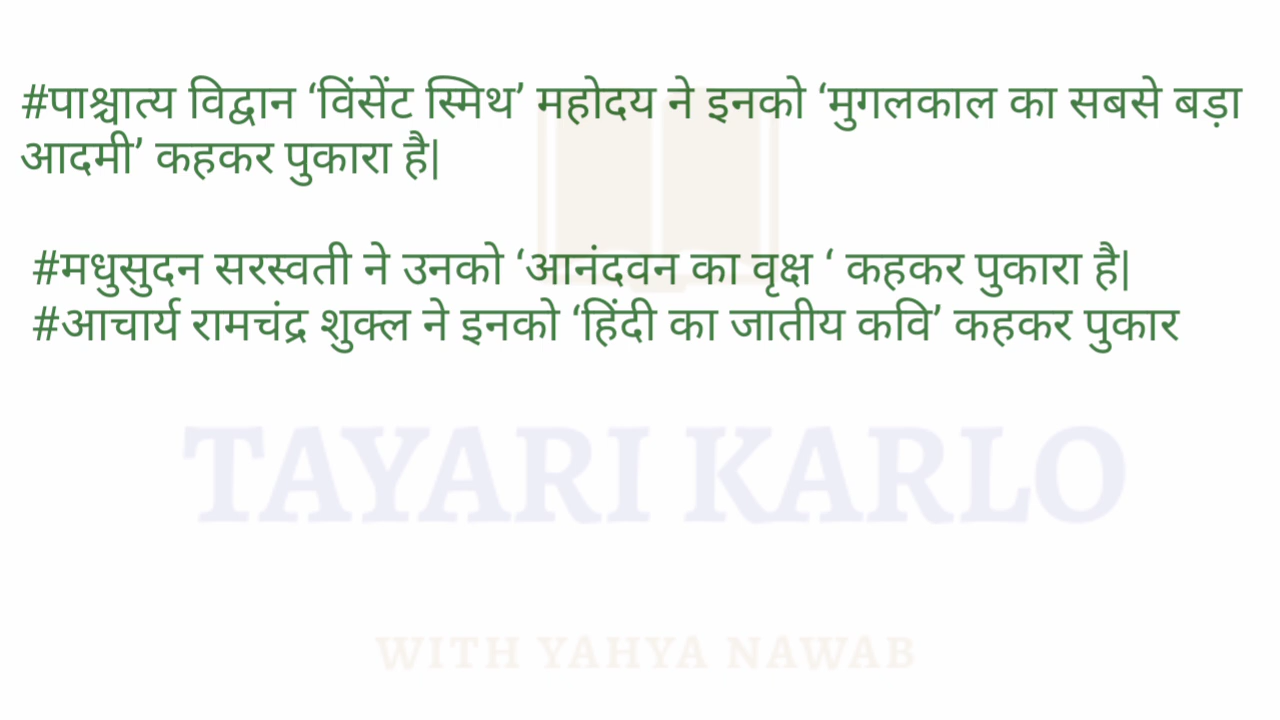 #पाश्चात्य विद्वान ‘विंसेंट स्मिथ’ महोदय ने इनको ‘मुगलकाल का सबसे बड़ा
आदमी’ कहकर पुकारा है|
#मधुसुदन सरस्वती ने उनको ‘आनंदवन का वृक्ष ‘ कहकर पुकारा है|
#आचार्य रामचंद्र शुक्ल ने इनको ‘हिंदी का जातीय कवि’ कहकर पुकार
TAYARI KARLO
WITH YAHYA NAWAB